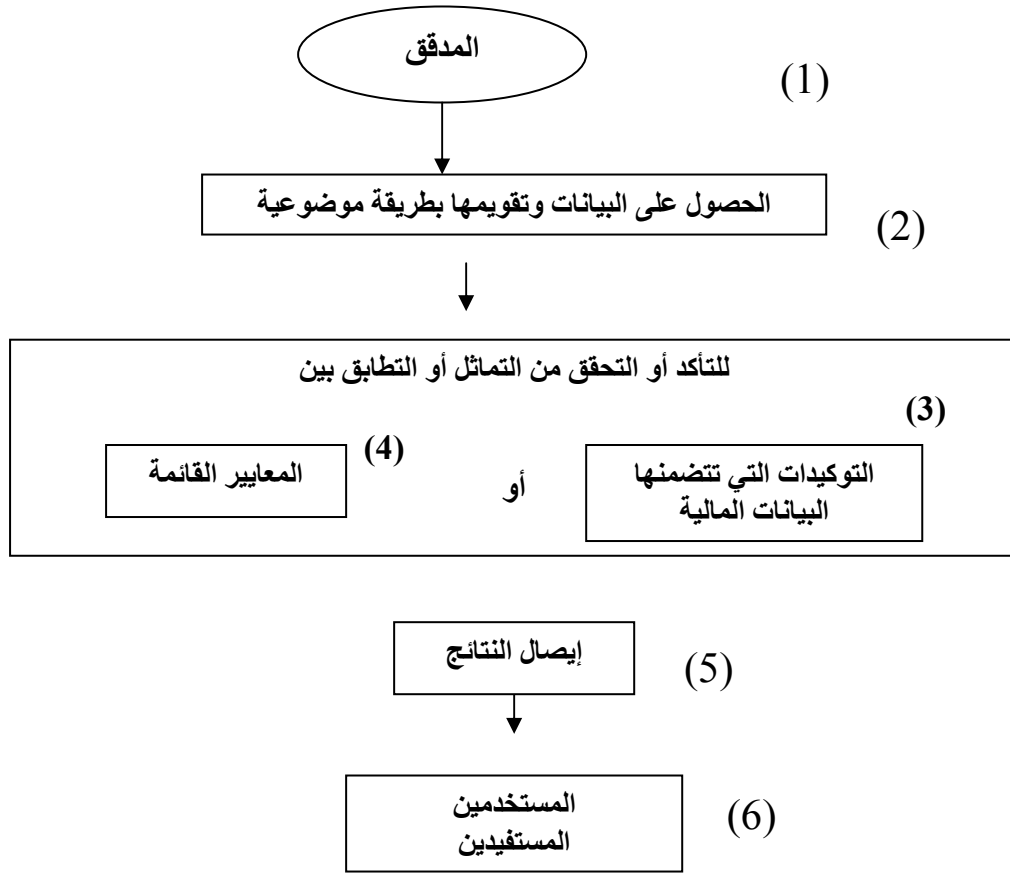 المدقق
(1)
الحصول على البيانات وتقويمها بطريقة موضوعية
(2)
للتأكد أو التحقق من التماثل أو التطابق بين
(3)
التوكيدات التي تتضمنها
البيانات المالية
أو
(4)
المعايير القائمة
إيصال النتائج
(5)
المستخدمين
المستفيدين
(6)